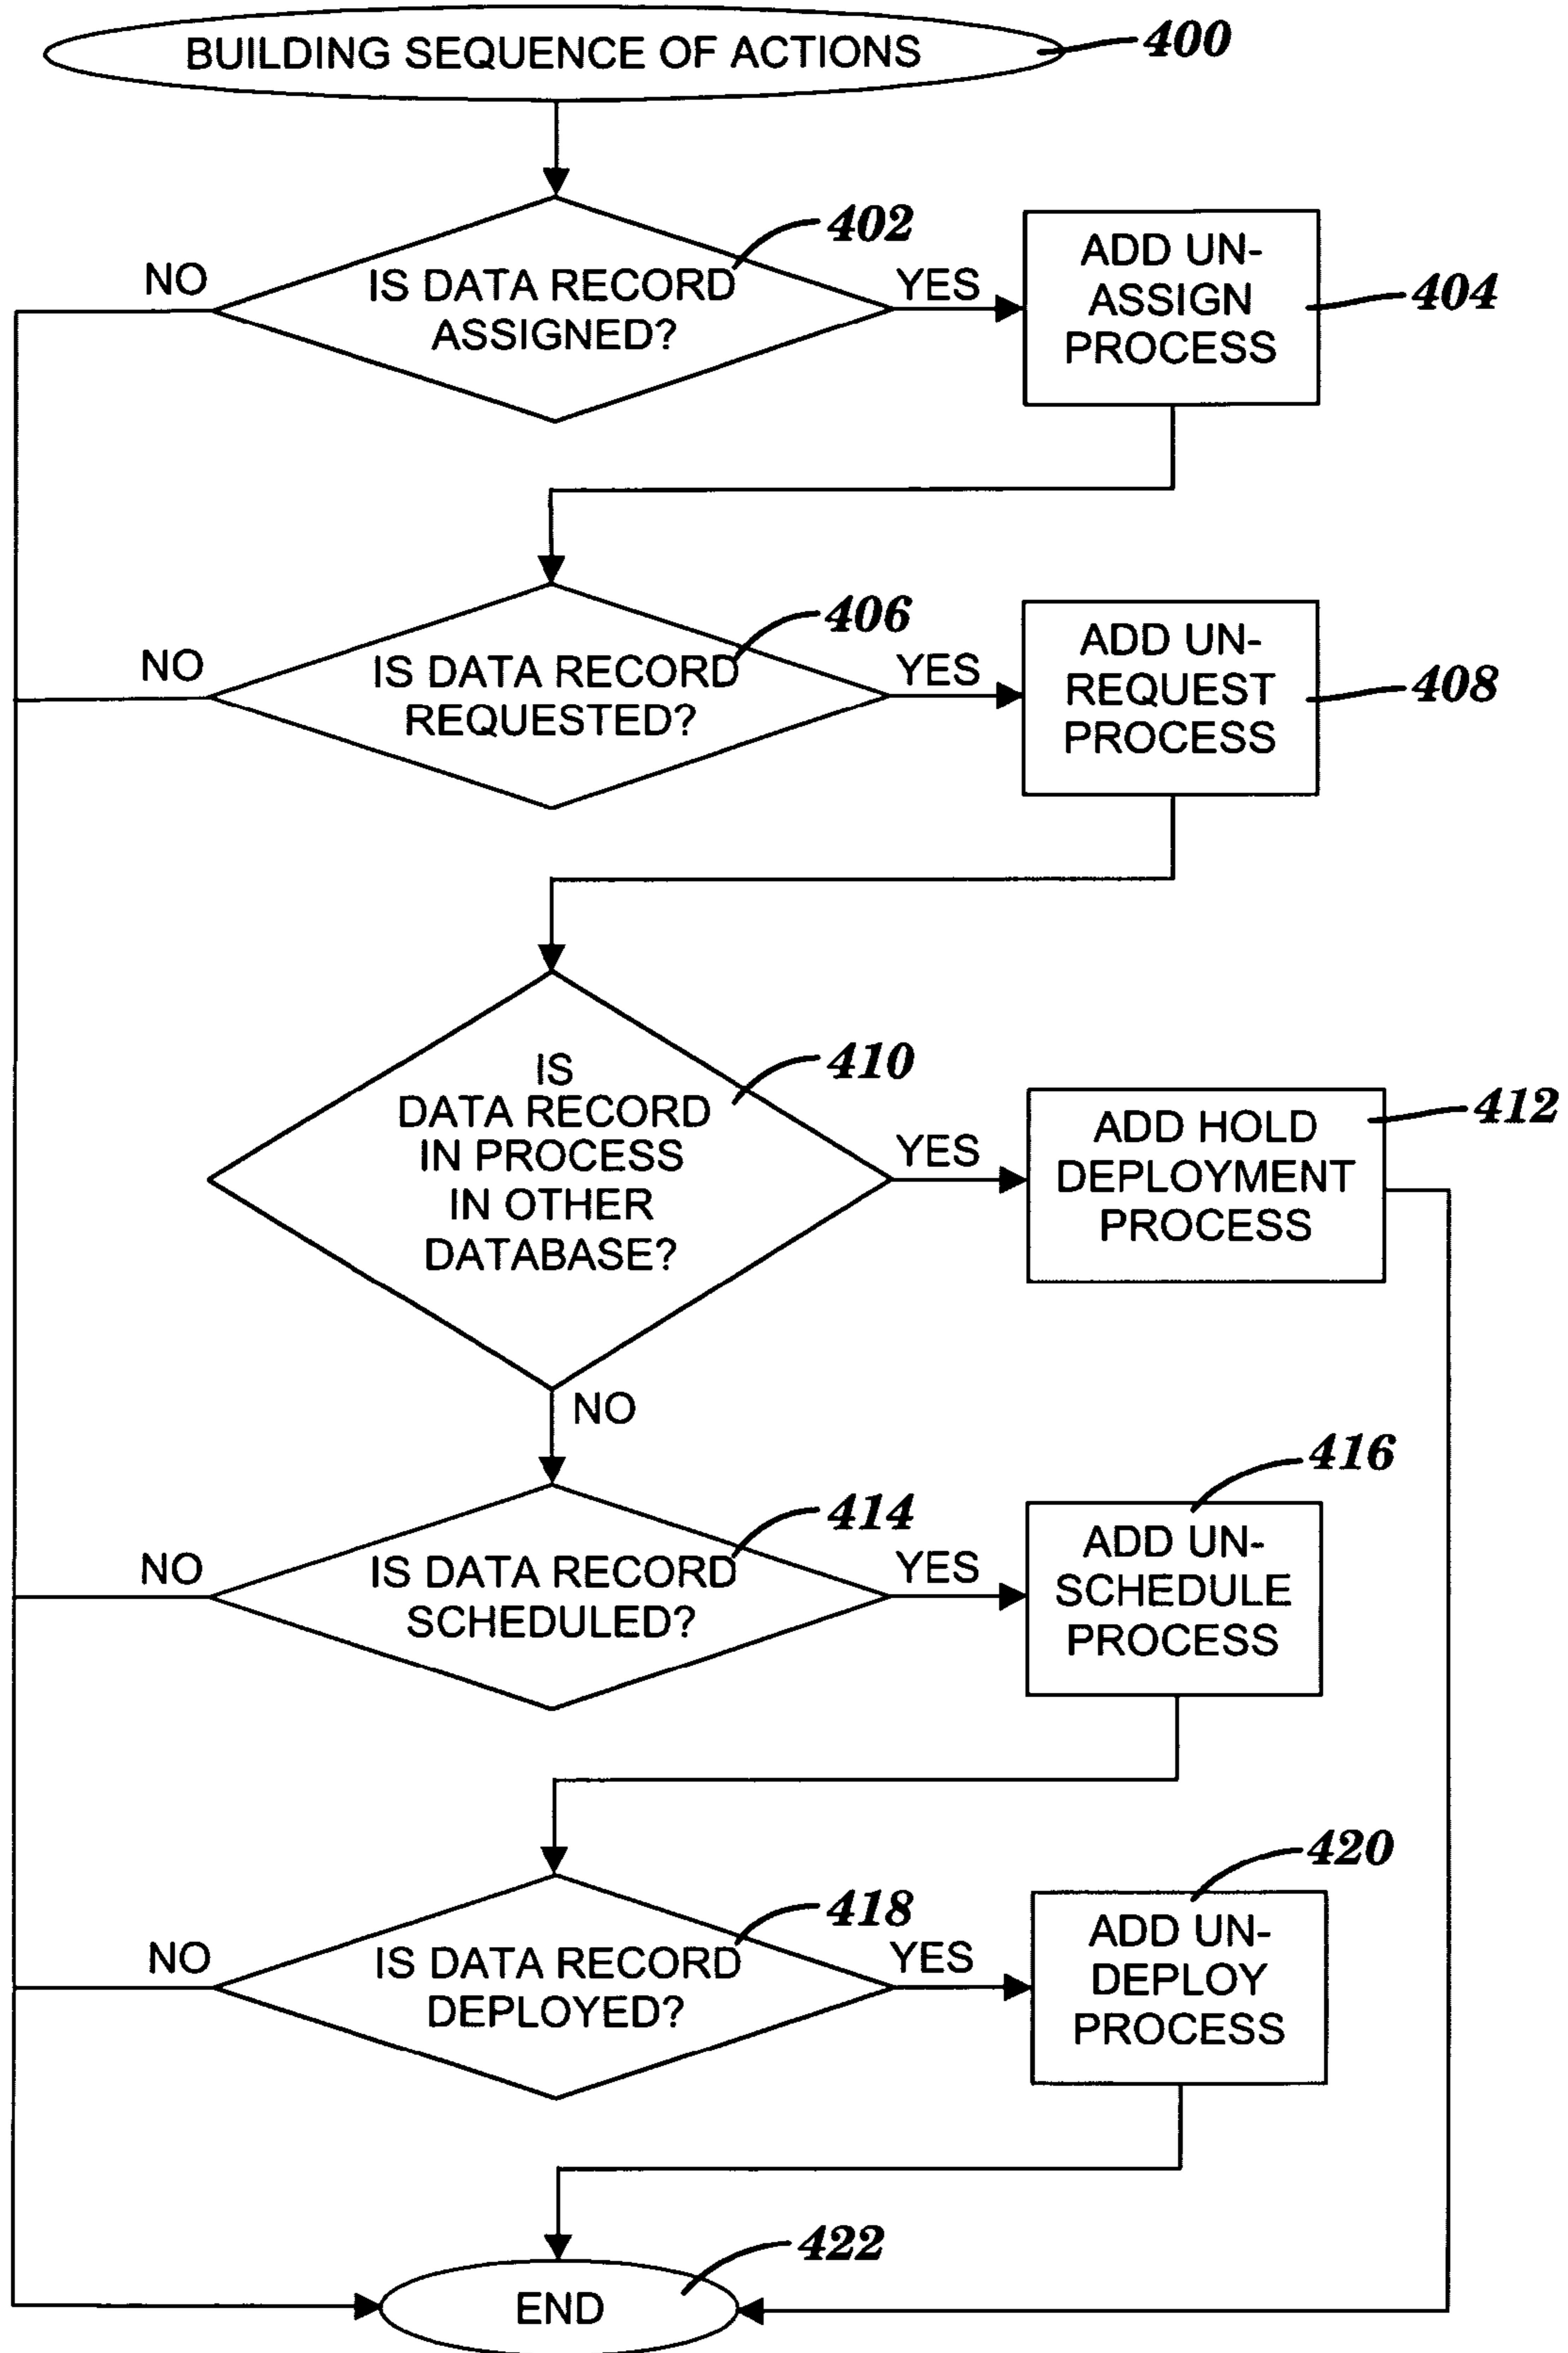 BUILDING SEQUENCE OF ACTIONS
400
402
IS DATA RECORD
ASSIGNED?
NO
YES
ADD UN-
ASSIGN
PROCESS
404
406
IS DATA RECORD
REQUESTED?
NO
YES
ADD UN-
REQUEST
PROCESS
408
410
IS
DATA RECORD
IN PROCESS
IN OTHER
DATABASE?
YES
ADD HOLD
DEPLOYMENT
PROCESS
412
NO
414
IS DATA RECORD
SCHEDULED?
NO
YES
416
ADD UN-
SCHEDULE
PROCESS
418
IS DATA RECORD
DEPLOYED?
NO
YES
420
ADD UN-
DEPLOY
PROCESS
422
END